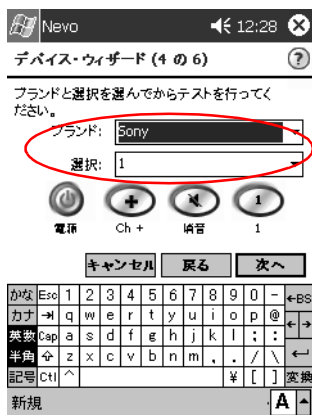 Nevo 12:28
デバイス・ウィザード (4 の 6)
?
ブランドと選択を選んでからテストを行ってく
ださい。
ブランド: Sony
選択: 1
1
電源 Ch + 消音 1
キャンセル 戻る 次へ
かな Esc 1 2 3 4 5 6 7 8 9 0 - ←BS
カナ q w e r t y u i o p @
英数 Cap a s d f g h j k l ; :
半角 z x c v b n m , . / \
記号 Ctl ^ ¥ [ ] 変換
新規 A